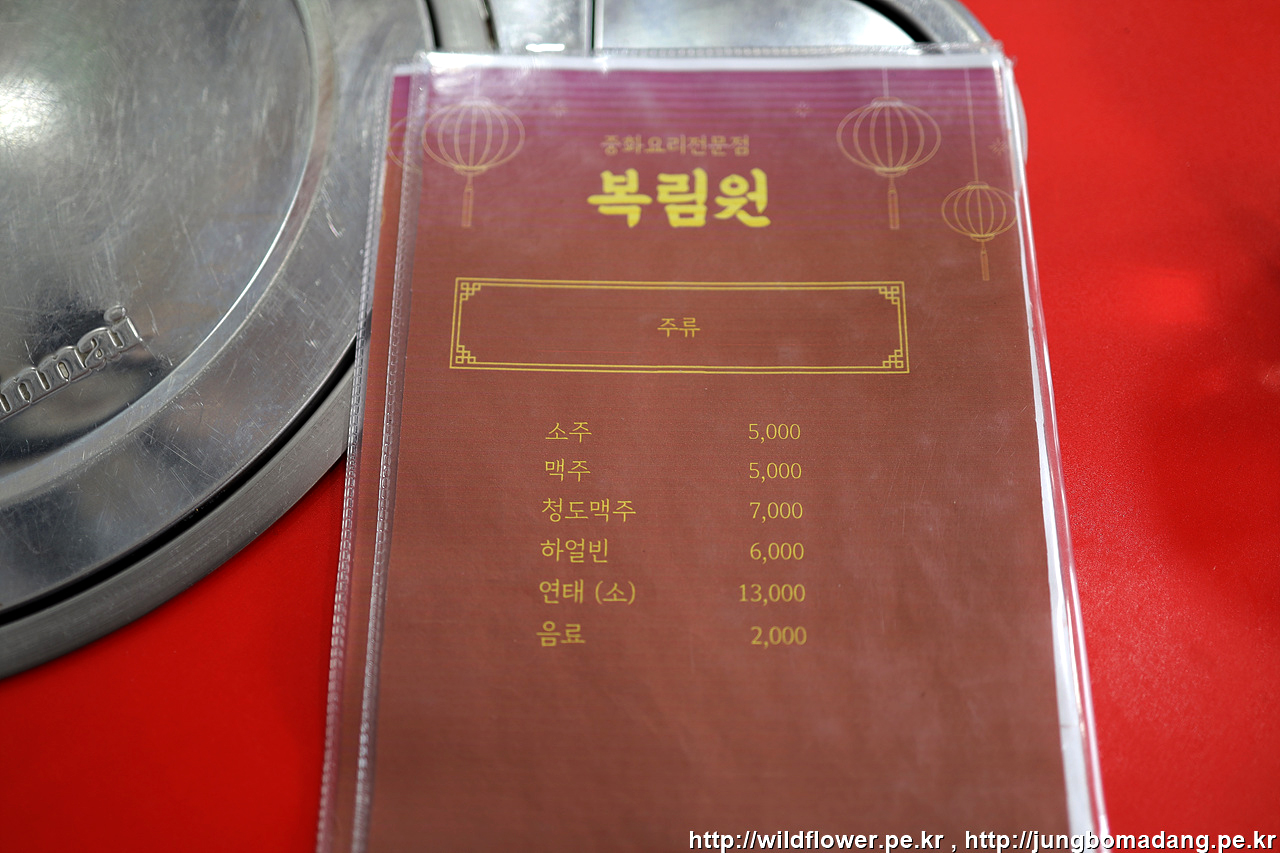 중화요리전문점
복림원
주류
소주 5,000
맥주 5,000
청도맥주 7,000
하얼빈 6,000
연태 (소) 13,000
음료 2,000
http://wildflower.pe.kr , http://jungbomadang.pe.kr